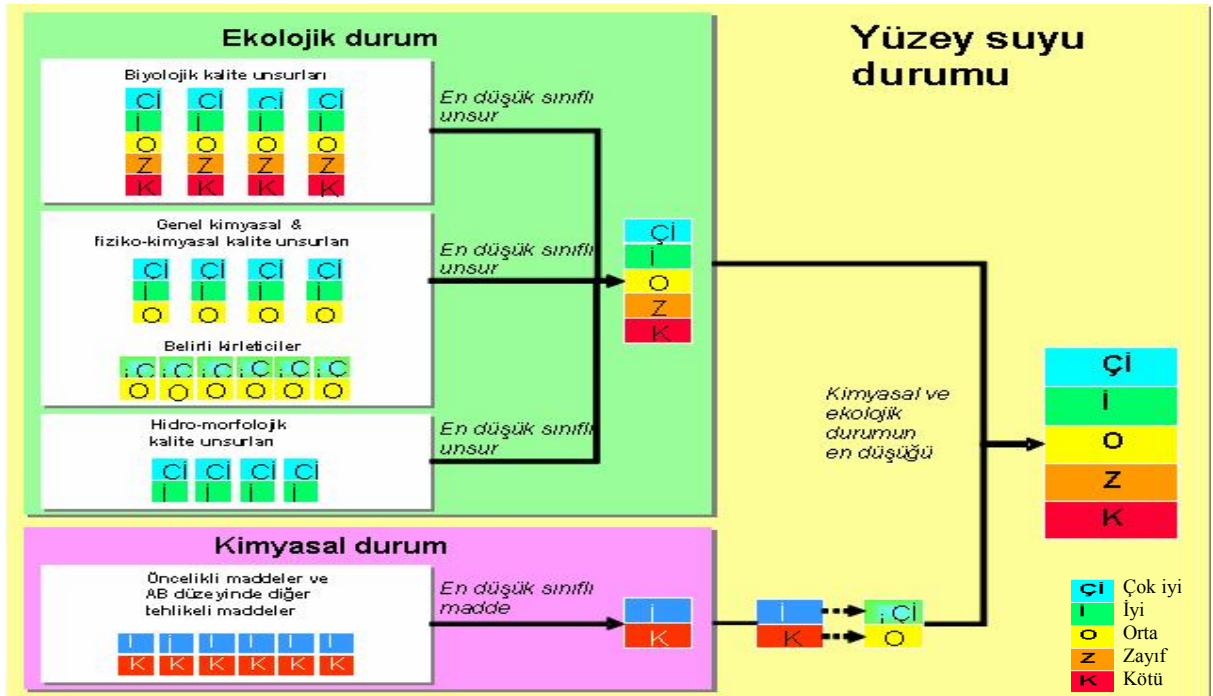 Ekolojik durum
Biyolojik kalite unsurları
Çİ Çİ Çİ Çİ
İ İ İ İ
O O O O
Z Z Z Z
K K K K
En düşük sınıflı
unsur
Genel kimyasal &
fiziko-kimyasal kalite unsurları
Çİ Çİ Çİ Çİ
İ İ İ İ
O O O O
Belirli kirleticiler
O O O O O O
En düşük sınıflı
unsur
Hidro-morfolojik
kalite unsurları
Çİ Çİ Çİ Çİ
İ İ İ İ
En düşük sınıflı
unsur
Çİ
İ
O
Z
K
Kimyasal durum
Öncelikli maddeler ve
AB düzeyinde diğer
tehlikeli maddeler
İ İ İ İ İ İ
K K K K K K
En düşük sınıflı
madde
İ
K
İ
K
Çİ
O
Yüzey suyu
durumu
Kimyasal ve
ekolojik
durumun
en düşüğü
Çİ
İ
O
Z
K
Çİ Çok iyi
İ İyi
O Orta
Z Zayıf
K Kötü